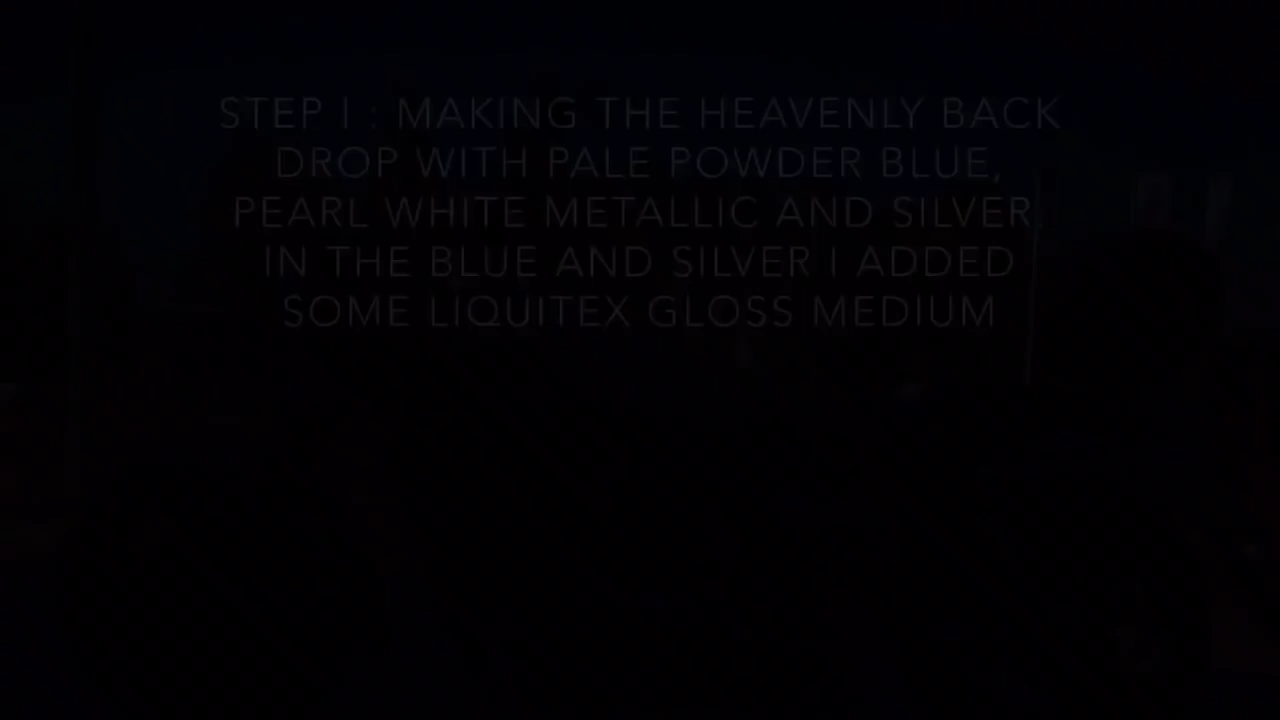 STEP 1 : MAKING THE HEAVENLY BACK
DROP WITH PALE POWDER BLUE,
PEARL WHITE METALLIC AND SILVER.
IN THE BLUE AND SILVER I ADDED
SOME LIQUITEX GLOSS MEDIUM